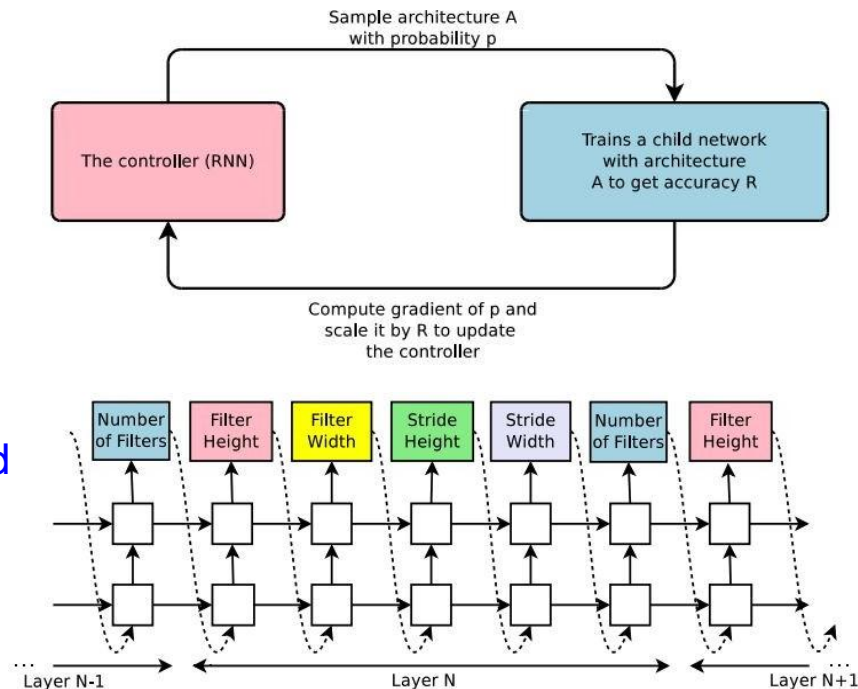 Sample architecture A
with probability p
The controller (RNN)
Trains a child network
with architecture
A to get accuracy R
Compute gradient of p and
scale it by R to update
the controller
Number
of Filters
Filter
Height
Filter
Width
Stride
Height
Stride
Width
Number
of Filters
Filter
Height
d
... Layer N-1
Layer N
Layer N+1 ...